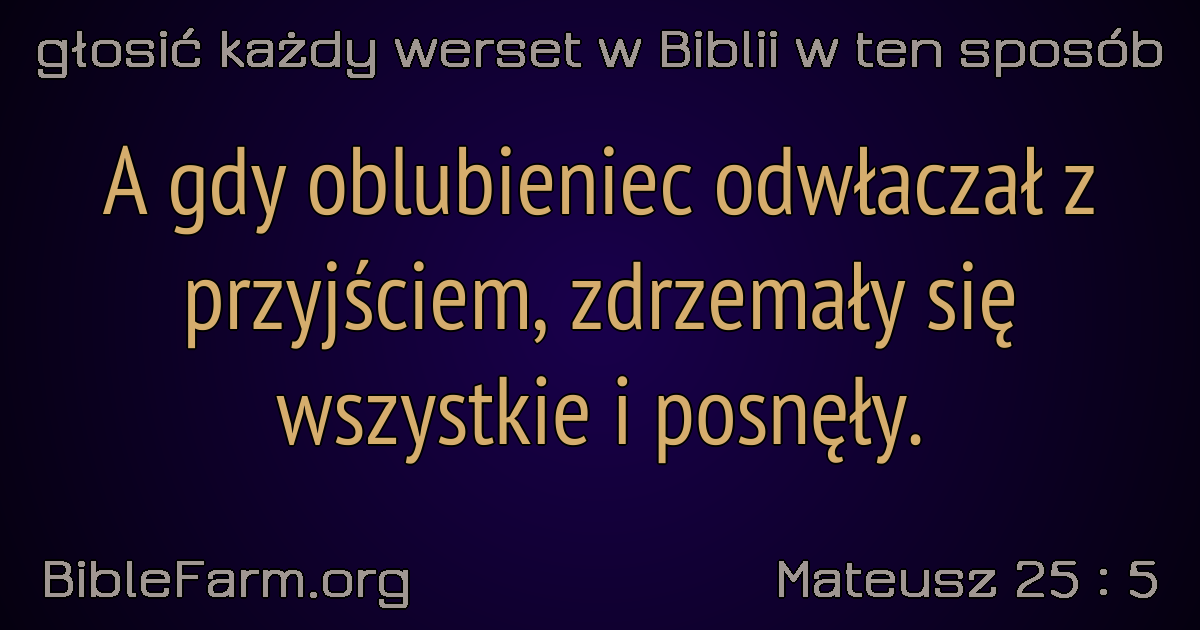 głosić każdy werset w Biblii w ten sposób
A gdy oblubieniec odwłaczał z
przyjściem, zdrzemały się
wszystkie i posnęły.
BibleFarm.org
Mateusz 25 : 5